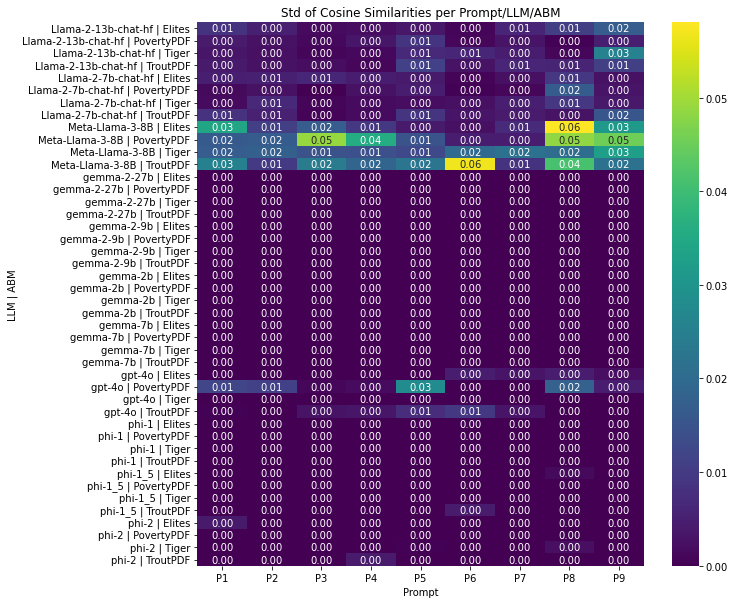 Std of Cosine Similarities per Prompt/LLM/ABM
Llama-2-13b-chat-hf | Elites 0.01 0.00 0.00 0.00 0.00 0.00 0.01 0.01 0.02
Llama-2-13b-chat-hf | PovertyPDF 0.00 0.00 0.00 0.00 0.01 0.00 0.00 0.00 0.00
Llama-2-13b-chat-hf | Tiger 0.00 0.00 0.00 0.00 0.01 0.01 0.00 0.00 0.03
Llama-2-13b-chat-hf | TroutPDF 0.00 0.00 0.00 0.00 0.01 0.00 0.01 0.01 0.01
Llama-2-7b-chat-hf | Elites 0.00 0.01 0.01 0.00 0.00 0.00 0.00 0.01 0.00
Llama-2-7b-chat-hf | PovertyPDF 0.00 0.00 0.00 0.00 0.00 0.00 0.00 0.02 0.00
Llama-2-7b-chat-hf | Tiger 0.00 0.01 0.00 0.00 0.00 0.00 0.00 0.01 0.00
Llama-2-7b-chat-hf | TroutPDF 0.01 0.01 0.00 0.00 0.01 0.00 0.00 0.00 0.02
Meta-Llama-3-8B | Elites 0.03 0.01 0.02 0.01 0.00 0.00 0.01 0.06 0.03
Meta-Llama-3-8B | PovertyPDF 0.02 0.02 0.05 0.04 0.01 0.00 0.00 0.05 0.05
Meta-Llama-3-8B | Tiger 0.02 0.02 0.01 0.01 0.01 0.02 0.02 0.02 0.03
Meta-Llama-3-8B | TroutPDF 0.03 0.01 0.02 0.02 0.02 0.06 0.01 0.04 0.02
gemma-2-27b | Elites 0.00 0.00 0.00 0.00 0.00 0.00 0.00 0.00 0.00
gemma-2-27b | PovertyPDF 0.00 0.00 0.00 0.00 0.00 0.00 0.00 0.00 0.00
gemma-2-27b | Tiger 0.00 0.00 0.00 0.00 0.00 0.00 0.00 0.00 0.00
gemma-2-27b | TroutPDF 0.00 0.00 0.00 0.00 0.00 0.00 0.00 0.00 0.00
gemma-2-9b | Elites 0.00 0.00 0.00 0.00 0.00 0.00 0.00 0.00 0.00
gemma-2-9b | PovertyPDF 0.00 0.00 0.00 0.00 0.00 0.00 0.00 0.00 0.00
gemma-2-9b | Tiger 0.00 0.00 0.00 0.00 0.00 0.00 0.00 0.00 0.00
gemma-2-9b | TroutPDF 0.00 0.00 0.00 0.00 0.00 0.00 0.00 0.00 0.00
gemma-2b | Elites 0.00 0.00 0.00 0.00 0.00 0.00 0.00 0.00 0.00
gemma-2b | PovertyPDF 0.00 0.00 0.00 0.00 0.00 0.00 0.00 0.00 0.00
gemma-2b | Tiger 0.00 0.00 0.00 0.00 0.00 0.00 0.00 0.00 0.00
gemma-2b | TroutPDF 0.00 0.00 0.00 0.00 0.00 0.00 0.00 0.00 0.00
gemma-7b | Elites 0.00 0.00 0.00 0.00 0.00 0.00 0.00 0.00 0.00
gemma-7b | PovertyPDF 0.00 0.00 0.00 0.00 0.00 0.00 0.00 0.00 0.00
gemma-7b | Tiger 0.00 0.00 0.00 0.00 0.00 0.00 0.00 0.00 0.00
gemma-7b | TroutPDF 0.00 0.00 0.00 0.00 0.00 0.00 0.00 0.00 0.00
gpt-4o | Elites 0.00 0.00 0.00 0.00 0.00 0.00 0.00 0.00 0.00
gpt-4o | PovertyPDF 0.01 0.01 0.00 0.00 0.03 0.00 0.00 0.02 0.00
gpt-4o | Tiger 0.00 0.00 0.00 0.00 0.00 0.00 0.00 0.00 0.00
gpt-4o | TroutPDF 0.00 0.00 0.00 0.00 0.01 0.01 0.00 0.00 0.00
phi-1 | Elites 0.00 0.00 0.00 0.00 0.00 0.00 0.00 0.00 0.00
phi-1 | PovertyPDF 0.00 0.00 0.00 0.00 0.00 0.00 0.00 0.00 0.00
phi-1 | Tiger 0.00 0.00 0.00 0.00 0.00 0.00 0.00 0.00 0.00
phi-1 | TroutPDF 0.00 0.00 0.00 0.00 0.00 0.00 0.00 0.00 0.00
phi-1_5 | Elites 0.00 0.00 0.00 0.00 0.00 0.00 0.00 0.00 0.00
phi-1_5 | PovertyPDF 0.00 0.00 0.00 0.00 0.00 0.00 0.00 0.00 0.00
phi-1_5 | Tiger 0.00 0.00 0.00 0.00 0.00 0.00 0.00 0.00 0.00
phi-1_5 | TroutPDF 0.00 0.00 0.00 0.00 0.00 0.00 0.00 0.00 0.00
phi-2 | Elites 0.00 0.00 0.00 0.00 0.00 0.00 0.00 0.00 0.00
phi-2 | PovertyPDF 0.00 0.00 0.00 0.00 0.00 0.00 0.00 0.00 0.00
phi-2 | Tiger 0.00 0.00 0.00 0.00 0.00 0.00 0.00 0.00 0.00
phi-2 | TroutPDF 0.00 0.00 0.00 0.00 0.00 0.00 0.00 0.00 0.00
P1 P2 P3 P4 P5 P6 P7 P8 P9
Prompt
LLM | ABM
0.05
0.04
0.03
0.02
0.01
0.00